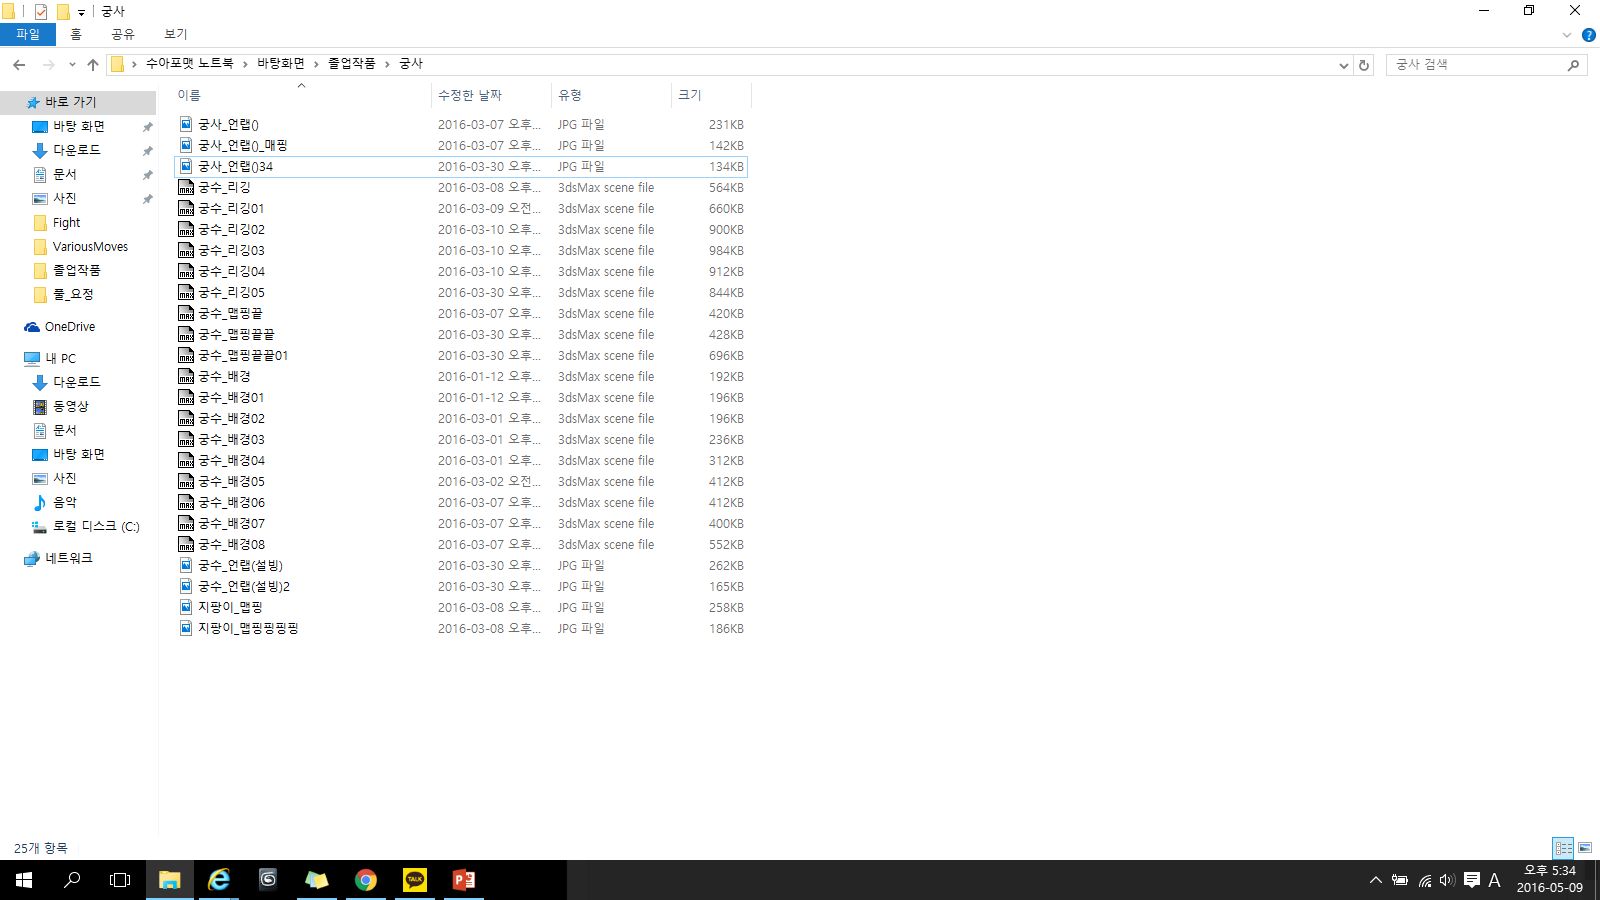 궁사
파일 홈 공유 보기
수아포맷 노트북 바탕화면 졸업작품 궁사
궁사 검색
이름 수정한 날짜 유형 크기
바로 가기
바탕 화면
다운로드
문서
사진
Fight
VariousMoves
졸업작품
풀_요정
OneDrive
내 PC
다운로드
동영상
문서
바탕 화면
사진
음악
로컬 디스크 (C:)
네트워크
궁사_언랩() 2016-03-07 오후... JPG 파일 231KB
궁사_언랩()_매핑 2016-03-07 오후... JPG 파일 142KB
궁사_언랩()34 2016-03-30 오후... JPG 파일 134KB
궁수_리깅 2016-03-08 오후... 3dsMax scene file 564KB
궁수_리깅01 2016-03-09 오전... 3dsMax scene file 660KB
궁수_리깅02 2016-03-10 오후... 3dsMax scene file 900KB
궁수_리깅03 2016-03-10 오후... 3dsMax scene file 984KB
궁수_리깅04 2016-03-10 오후... 3dsMax scene file 912KB
궁수_리깅05 2016-03-30 오후... 3dsMax scene file 844KB
궁수_맵핑끝 2016-03-07 오후... 3dsMax scene file 420KB
궁수_맵핑끝끝 2016-03-30 오후... 3dsMax scene file 428KB
궁수_맵핑끝끝01 2016-03-30 오후... 3dsMax scene file 696KB
궁수_배경 2016-01-12 오후... 3dsMax scene file 192KB
궁수_배경01 2016-01-12 오후... 3dsMax scene file 196KB
궁수_배경02 2016-03-01 오후... 3dsMax scene file 196KB
궁수_배경03 2016-03-01 오후... 3dsMax scene file 236KB
궁수_배경04 2016-03-01 오후... 3dsMax scene file 312KB
궁수_배경05 2016-03-02 오전... 3dsMax scene file 412KB
궁수_배경06 2016-03-07 오후... 3dsMax scene file 412KB
궁수_배경07 2016-03-07 오후... 3dsMax scene file 400KB
궁수_배경08 2016-03-07 오후... 3dsMax scene file 552KB
궁수_언랩(설빙) 2016-03-30 오후... JPG 파일 262KB
궁수_언랩(설빙)2 2016-03-30 오후... JPG 파일 165KB
지팡이_맵핑 2016-03-08 오후... JPG 파일 258KB
지팡이_맵핑핑핑핑 2016-03-08 오후... JPG 파일 186KB
25개 항목
TALK
A
오후 5:34
2016-05-09